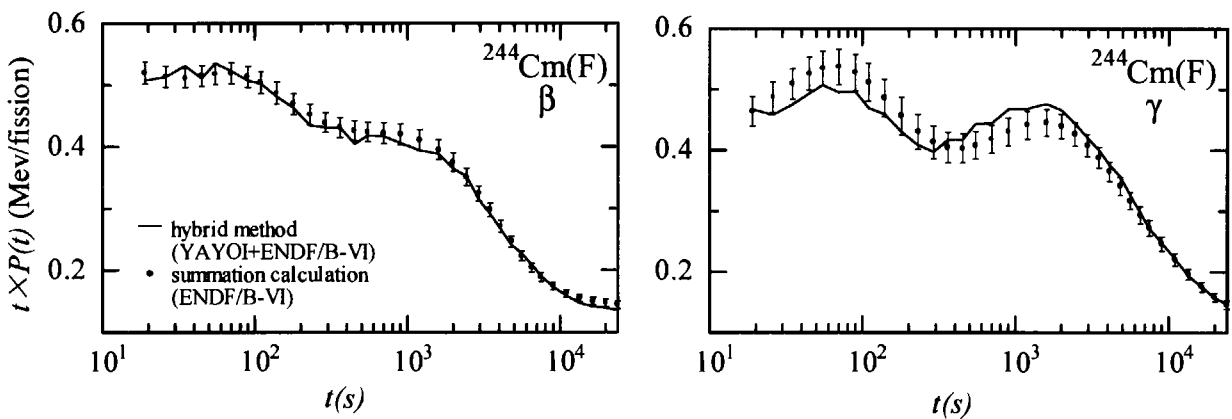 0.6
0.4
0.2
t×P(t) (Mev/fission)
²⁴⁴Cm(F)
β
hybrid method
(YAYOI+ENDF/B-VI)
summation calculation
(ENDF/B-VI)
10¹ 10² 10³ 10⁴
t(s)
0.6
0.4
0.2
²⁴⁴Cm(F)
γ
10¹ 10² 10³ 10⁴
t(s)